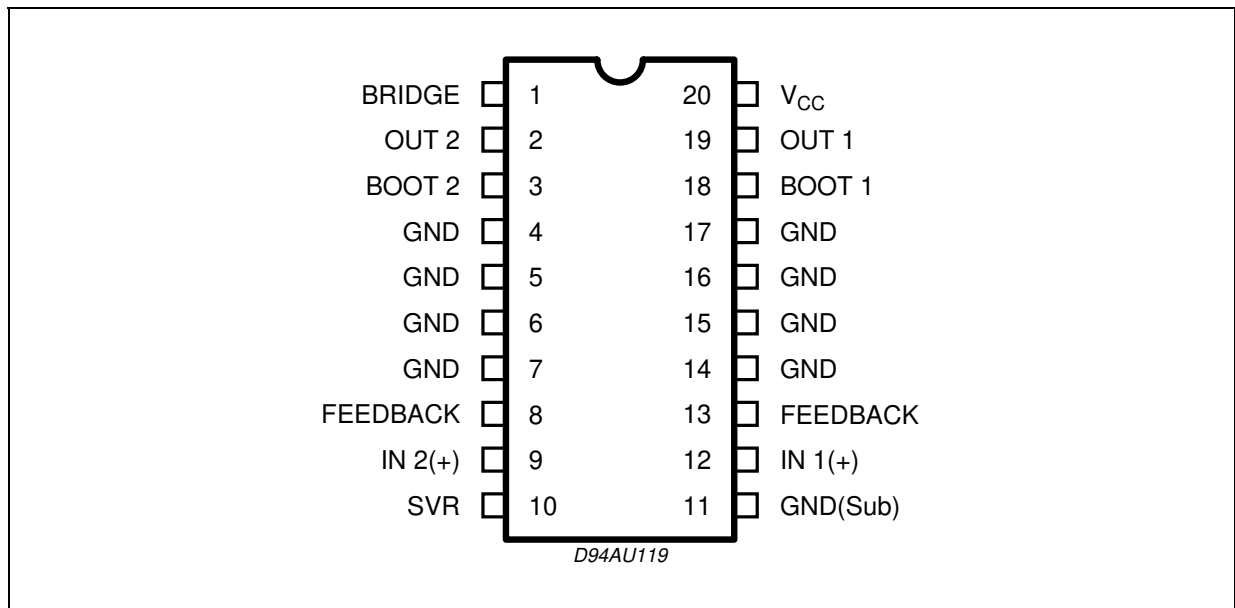 BRIDGE 1 20 VCC
OUT 2 2 19 OUT 1
BOOT 2 3 18 BOOT 1
GND 4 17 GND
GND 5 16 GND
GND 6 15 GND
GND 7 14 GND
FEEDBACK 8 13 FEEDBACK
IN 2(+) 9 12 IN 1(+)
SVR 10 11 GND(Sub)
D94AU119